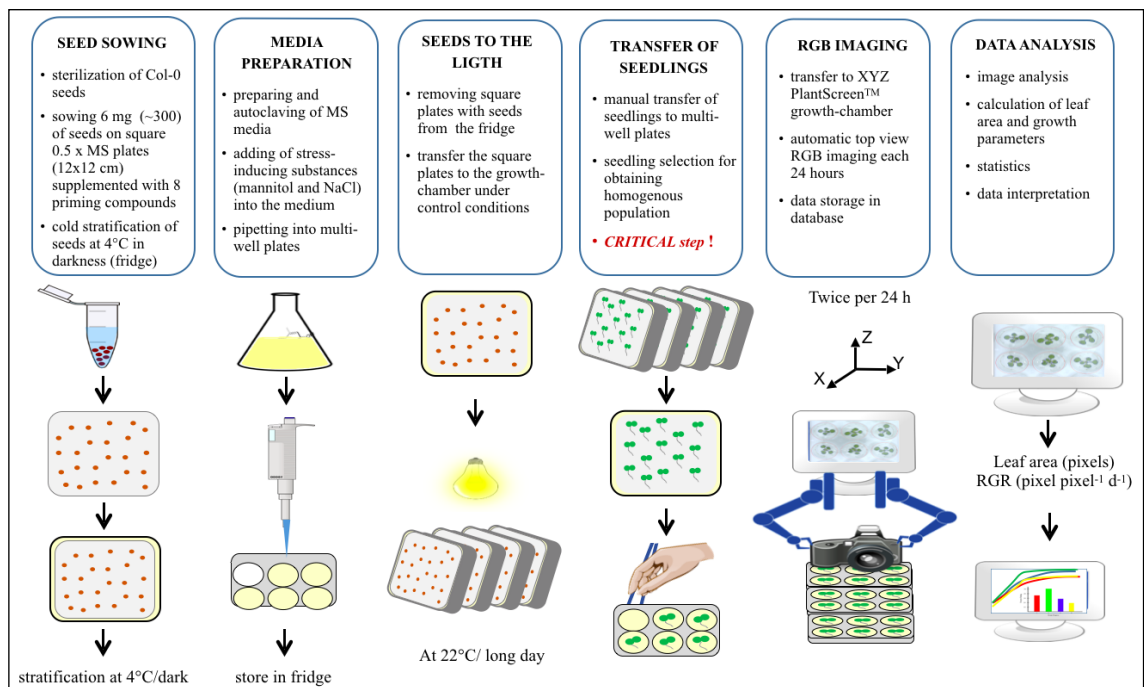 SEED SOWING
• sterilization of Col-0
seeds
• sowing 6 mg (~300)
of seeds on square
0.5 x MS plates
(12x12 cm)
supplemented with 8
priming compounds
• cold stratification of
seeds at 4°C in
darkness (fridge)
MEDIA
PREPARATION
• preparing and
autoclaving of MS
media
• adding of stress-
inducing substances
(mannitol and NaCl)
into the medium
• pipetting into multi-
well plates
SEEDS TO THE
LIGTH
• removing square
plates with seeds
from the fridge
• transfer the square
plates to the growth-
chamber under
control conditions
TRANSFER OF
SEEDLINGS
• manual transfer of
seedlings to multi-
well plates
• seedling selection for
obtaining
homogenous
population
• CRITICAL step !
RGB IMAGING
• transfer to XYZ
PlantScreen™
growth-chamber
• automatic top view
RGB imaging each
24 hours
• data storage in
database
DATA ANALYSIS
• image analysis
• calculation of leaf
area and growth
parameters
• statistics
• data interpretation
stratification at 4°C/dark
store in fridge
At 22°C/ long day
Twice per 24 h
Z
Y
X
Leaf area (pixels)
RGR (pixel pixel⁻¹ d⁻¹)